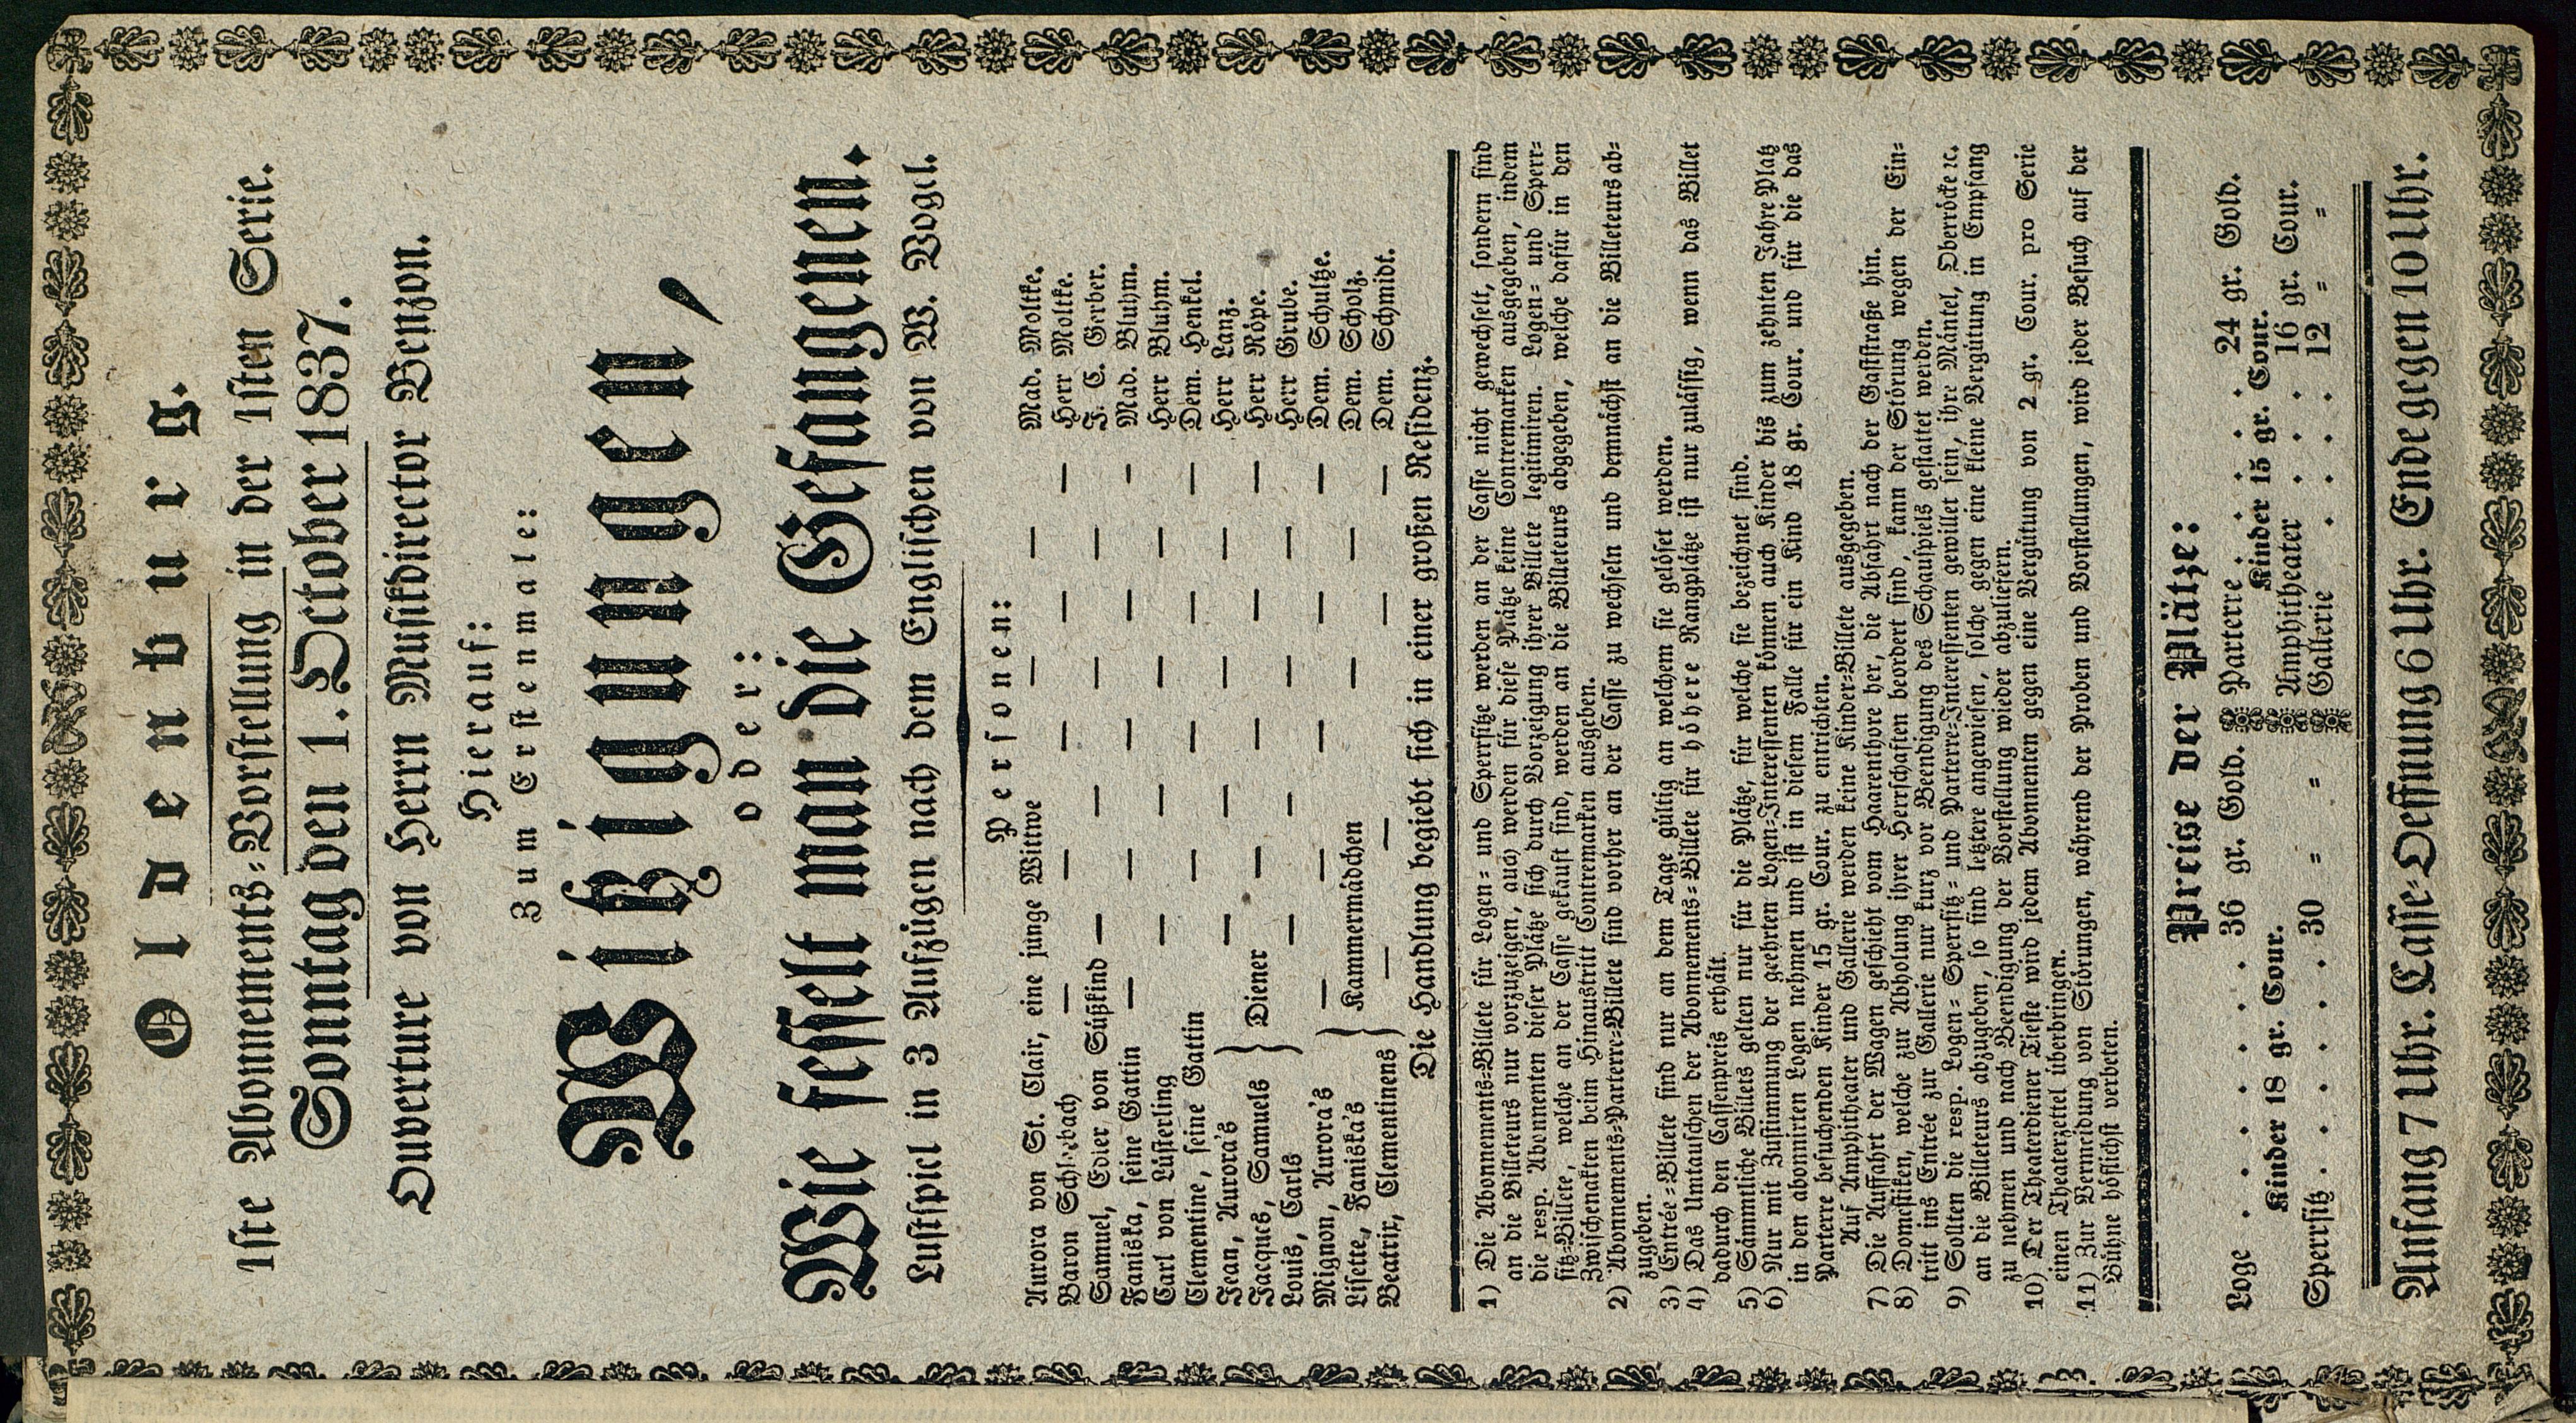 Oldenburg.
1ste Abonnements-Vorstellung in der 1sten Serie.
Sonntag den 1. October 1837.
Ouverture von Herrn Musikdirector Benzon.
Hierauf:
Zum Erstenmale:
Wißigungen,
oder:
Wie fesselt man die Gefangenen.
Lustspiel in 3 Aufzügen nach dem Englischen von W. Vogel.
Personen:
Aurora von St. Clair, eine junge Wittwe — — — Mad. Moltke.
Baron Schleebach — — — — — Herr Moltke.
Samuel, Edler von Süßkind — — — — — J. C. Gerber.
Faniska, seine Gattin — — — — — Mad. Bluhm.
Carl von Lüsterling — — — — — Herr Bluhm.
Clementine, seine Gattin — — — — — Dem. Henkel.
Jean, Aurora's } Diener — — — — — Herr Lanz.
Jacques, Samuels — — — — — Herr Röpe.
Louis, Carls — — — — — Herr Grube.
Mignon, Aurora's } Kammermädchen — — — — — Dem. Schultze.
Lisette, Faniska's — — — Dem. Scholz.
Beatrix, Clementinens — — — — Dem. Schmidt.
Die Handlung begiebt sich in einer großen Residenz.
1) Die Abonnements-Billete für Logen- und Sperrsitze werden an der Casse nicht gewechselt, sondern sind
an die Billeteurs nur vorzuzeigen, auch werden für diese Plätze keine Contremarken ausgegeben, indem
die resp. Abonnenten dieser Plätze sich durch Vorzeigung ihrer Billete legitimiren. Logen- und Sperr-
sitz-Billete, welche an der Casse gekauft sind, werden an die Billeteurs abgegeben, welche dafür in den
Zwischenakten beim Hinaustritt Contremarken ausgeben.
2) Abonnements-Parterre-Billete sind vorher an der Casse zu wechseln und demnächst an die Billeteurs ab-
zugeben.
3) Entrée-Billete sind nur an dem Tage gültig an welchem sie gelöset werden.
4) Das Umtauschen der Abonnements-Billete für höhere Rangplätze ist nur zulässig, wenn das Billet
dadurch den Cassenpreis erhält.
5) Sämmtliche Billets gelten nur für die Plätze, für welche sie bezeichnet sind.
6) Nur mit Zustimmung der geehrten Logen-Interessenten können auch Kinder bis zum zehnten Jahre Platz
in den abonnirten Logen nehmen und ist in diesem Falle für ein Kind 18 gr. Cour. und für die das
Parterre besuchenden Kinder 15 gr. Cour. zu entrichten.
Auf Amphitheater und Gallerie werden keine Kinder-Billete ausgegeben.
7) Die Auffahrt der Wagen geschieht vom Haarenthore her, die Abfahrt nach der Gaststraße hin.
8) Domestiken, welche zur Abholung ihrer Herrschaften beordert sind, kann der Störung wegen der Ein-
tritt ins Entrée zur Gallerie nur kurz vor Beendigung des Schauspiels gestattet werden.
9) Sollten die resp. Logen- Sperrsitz- und Parterre-Interessenten gewillet sein, ihre Mäntel, Oberröcke ꝛc.
an die Billeteurs abzugeben, so sind letztere angewiesen, solche gegen eine kleine Vergütung in Empfang
zu nehmen und nach Beendigung der Vorstellung wieder abzuliefern.
10) Der Theaterdiener Tieste wird jedem Abonnenten gegen eine Vergütung von 2 gr. Cour. pro Serie
einen Theaterzettel überbringen.
11) Zur Vermeidung von Störungen, während der Proben und Vorstellungen, wird jeder Besuch auf der
Bühne höflichst verbeten.
Preise der Plätze:
Loge . . . . . . 36 gr. Gold.
Kinder 18 gr. Cour.
Sperrsitz . . . . . 30 = =
Parterre . . . . . 24 gr. Gold.
Kinder 15 gr. Cour.
Amphitheater . . . . 16 gr. Cour.
Gallerie . . . . 12 = =
Anfang 7 Uhr. Casse-Oeffnung 6 Uhr. Ende gegen 10 Uhr.